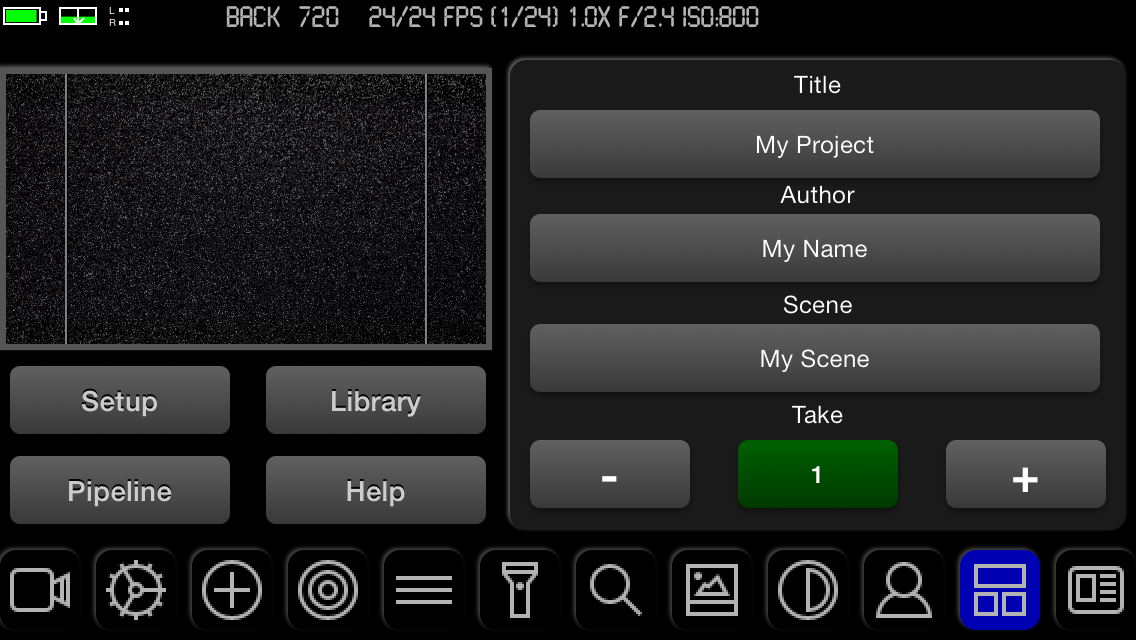 L
R
BACK 720 24/24 FPS (1/24) 1.0X F/2.4 ISO:800
Title
My Project
Author
My Name
Scene
My Scene
Take
- 1 +
Setup Library
Pipeline Help